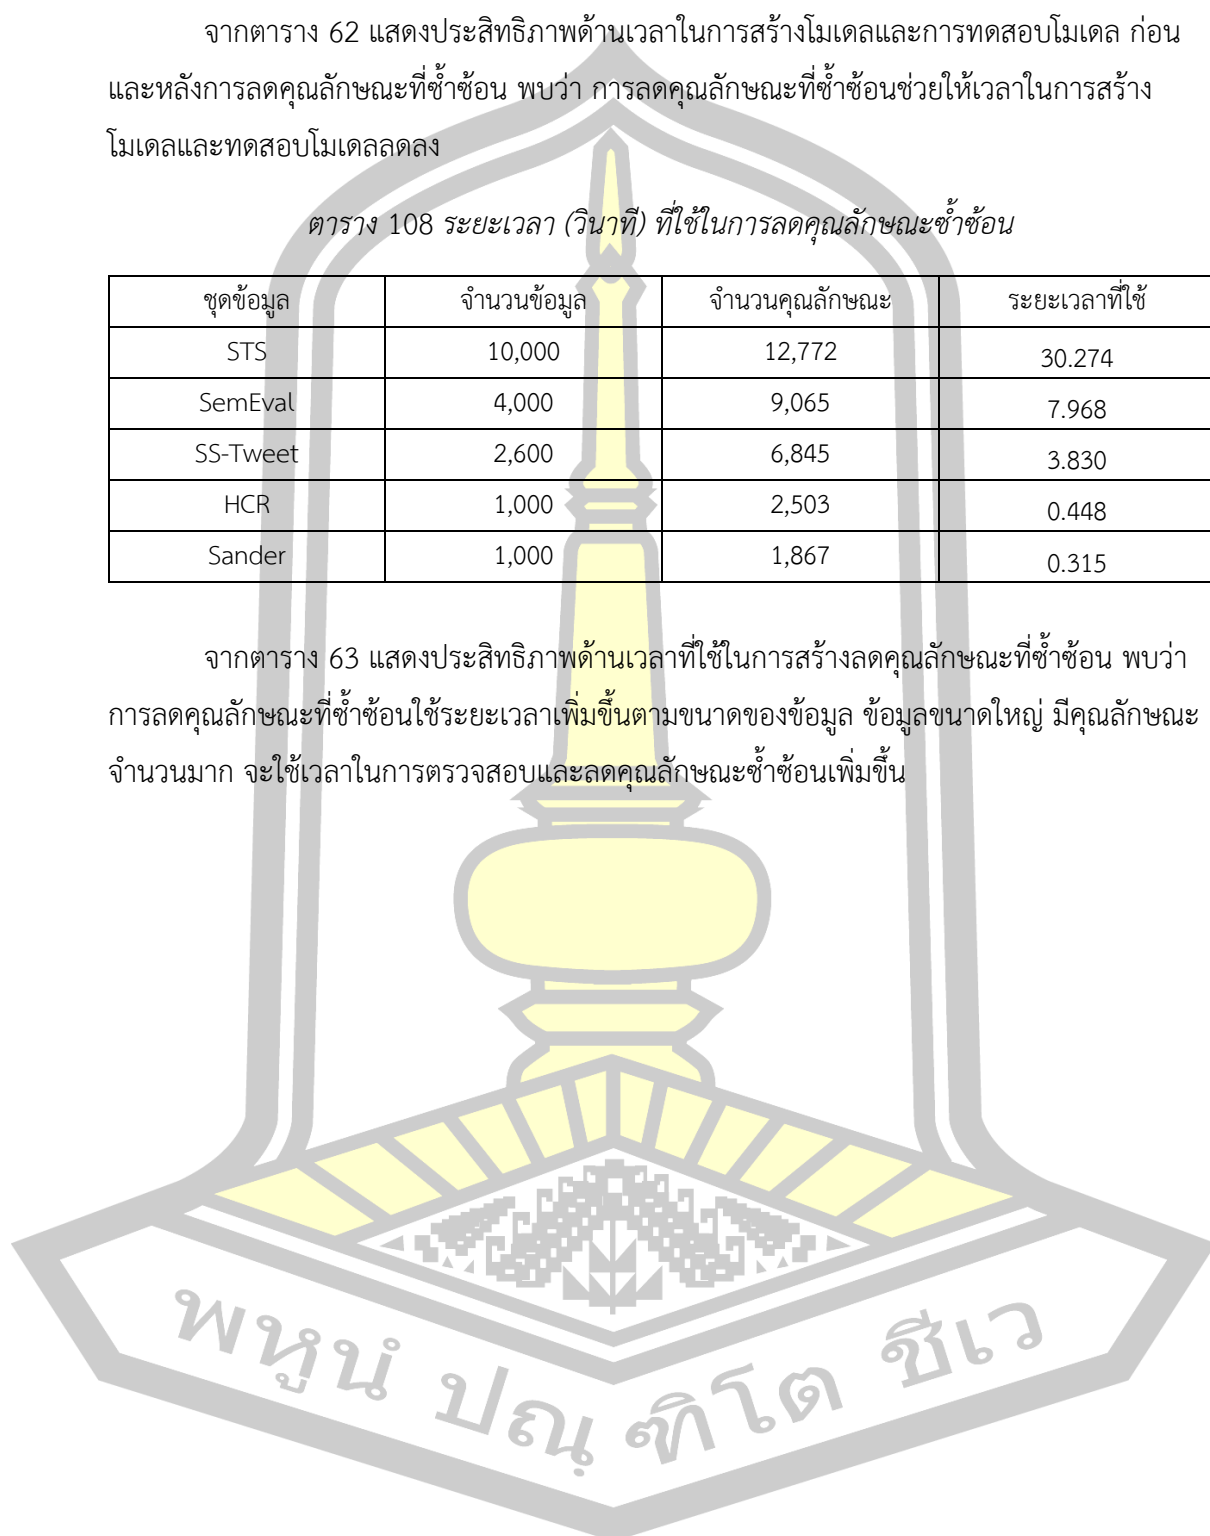 จากตาราง 62 แสดงประสิทธิภาพด้านเวลาในการสร้างโมเดลและการทดสอบโมเดล ก่อน
และหลังการลดคุณลักษณะที่ซ้ำซ้อน พบว่า การลดคุณลักษณะที่ซ้ำซ้อนช่วยให้เวลาในการสร้าง
โมเดลและทดสอบโมเดลลดลง
ตาราง 108 ระยะเวลา (วินาที) ที่ใช้ในการลดคุณลักษณะซ้ำซ้อน
ชุดข้อมูล จำนวนข้อมูล จำนวนคุณลักษณะ ระยะเวลาที่ใช้
STS 10,000 12,772 30.274
SemEval 4,000 9,065 7.968
SS-Tweet 2,600 6,845 3.830
HCR 1,000 2,503 0.448
Sander 1,000 1,867 0.315
จากตาราง 63 แสดงประสิทธิภาพด้านเวลาที่ใช้ในการสร้างลดคุณลักษณะที่ซ้ำซ้อน พบว่า
การลดคุณลักษณะที่ซ้ำซ้อนใช้ระยะเวลาเพิ่มขึ้นตามขนาดของข้อมูล ข้อมูลขนาดใหญ่ มีคุณลักษณะ
จำนวนมาก จะใช้เวลาในการตรวจสอบและลดคุณลักษณะซ้ำซ้อนเพิ่มขึ้น
พหูนํ ปณฺฑิโต ชีเว